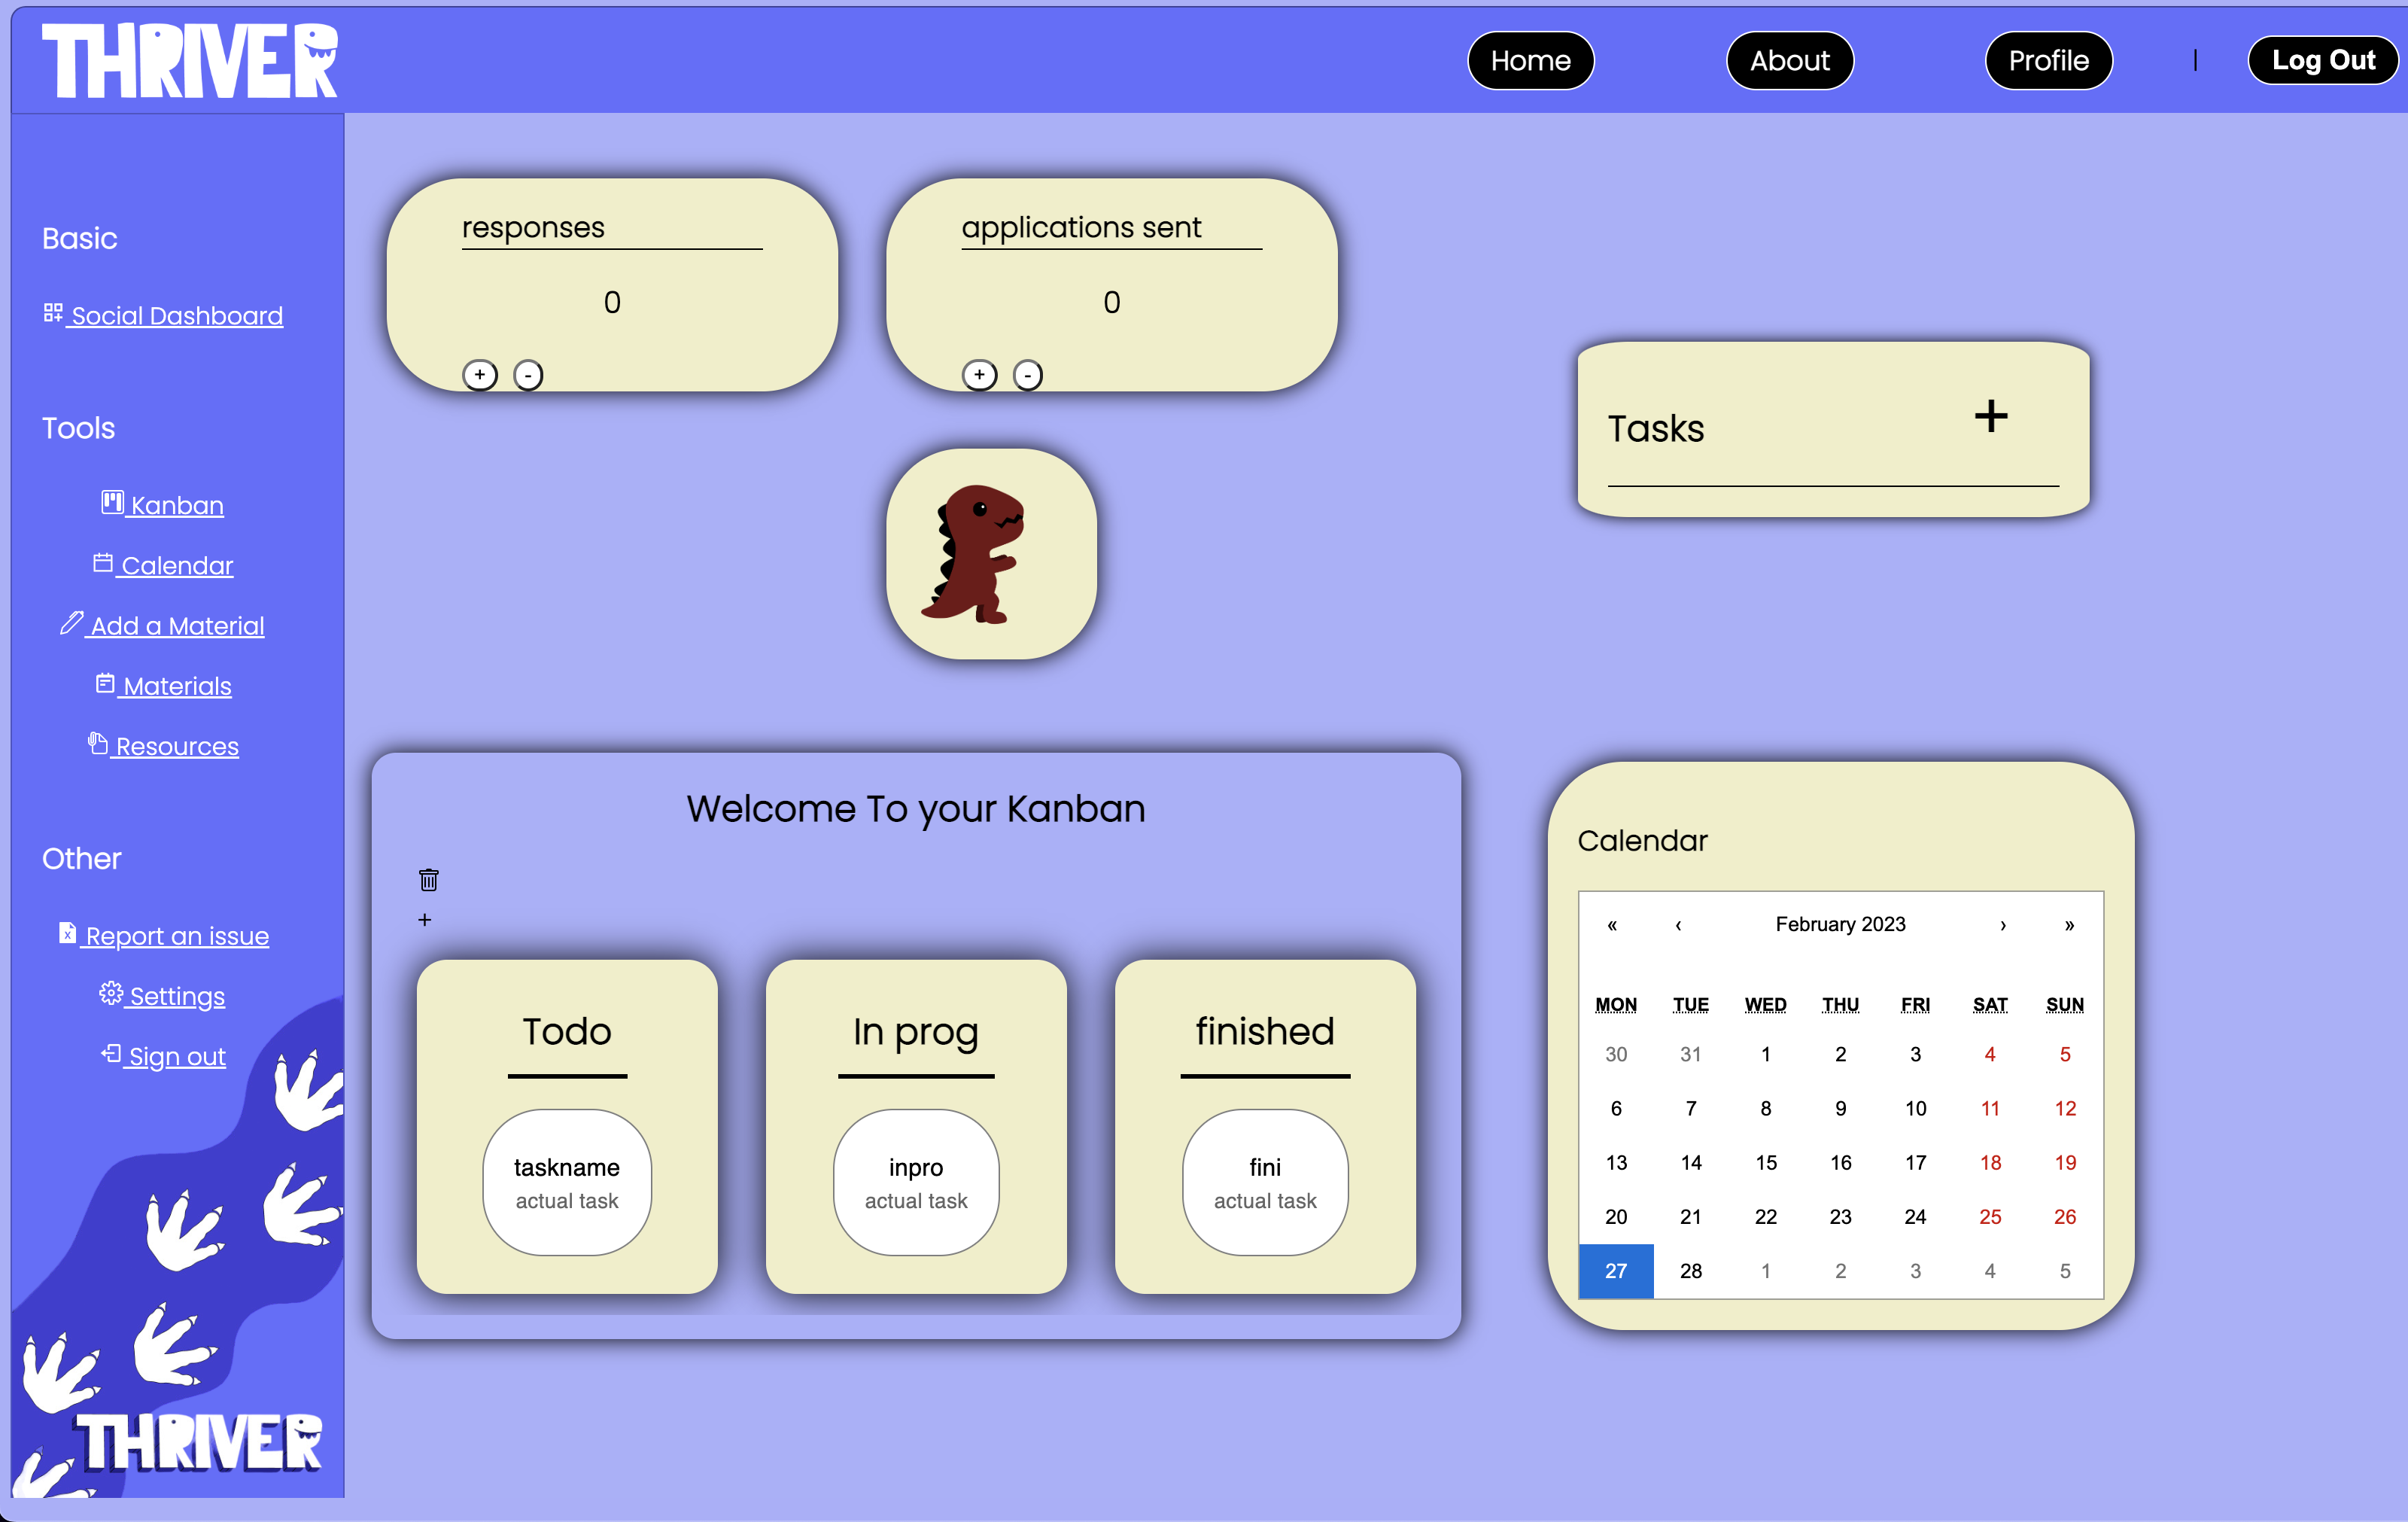 THRIVER
Home About Profile | Log Out
Basic
Social Dashboard
Tools
Kanban
Calendar
Add a Material
Materials
Resources
Other
Report an issue
Settings
Sign out
THRIVER
responses
0
+ -
applications sent
0
+ -
Tasks +
Welcome To your Kanban
+
Todo
taskname
actual task
In prog
inpro
actual task
finished
fini
actual task
Calendar
« ‹ February 2023 › »
MON TUE WED THU FRI SAT SUN
30 31 1 2 3 4 5
6 7 8 9 10 11 12
13 14 15 16 17 18 19
20 21 22 23 24 25 26
27 28 1 2 3 4 5